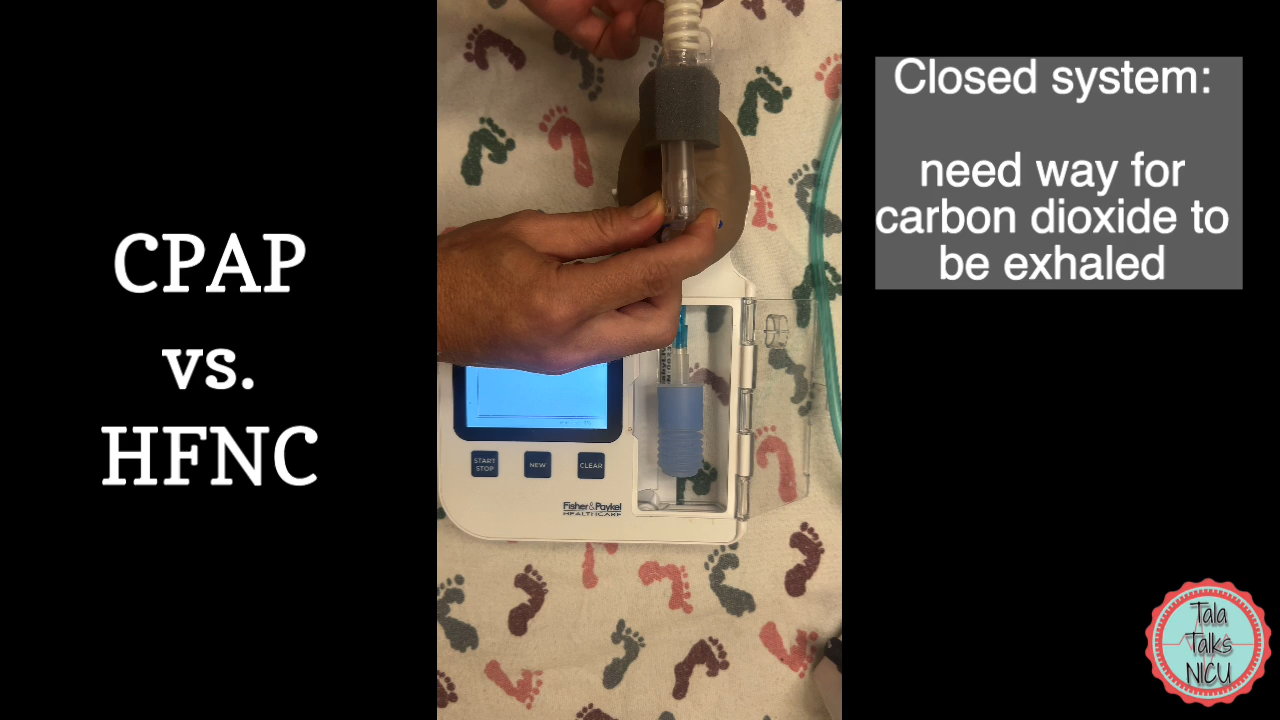 CPAP
vs.
HFNC
Closed system:
need way for
carbon dioxide to
be exhaled
START
STOP
NEW
CLEAR
Fisher&Paykel
HEALTHCARE
Tala
Talks
NICU